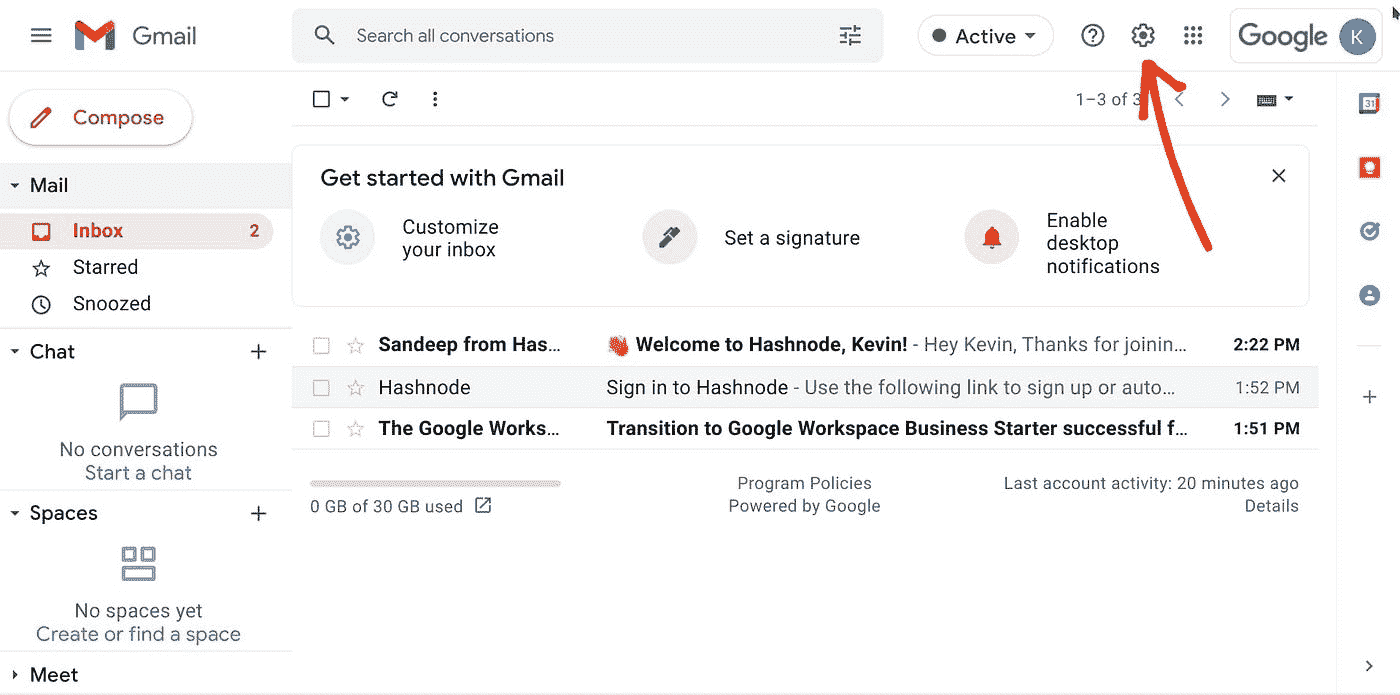 Gmail
Search all conversations
Active
Google
K
Compose
1–3 of 3
31
Mail
Get started with Gmail
Inbox 2
Customize
your inbox
Set a signature
Enable
desktop
notifications
Starred
Snoozed
Chat
Sandeep from Has... 👋 Welcome to Hashnode, Kevin! - Hey Kevin, Thanks for joinin... 2:22 PM
Hashnode Sign in to Hashnode - Use the following link to sign up or auto... 1:52 PM
The Google Works... Transition to Google Workspace Business Starter successful f... 1:51 PM
No conversations
Start a chat
0 GB of 30 GB used
Program Policies
Powered by Google
Last account activity: 20 minutes ago
Details
Spaces
No spaces yet
Create or find a space
Meet